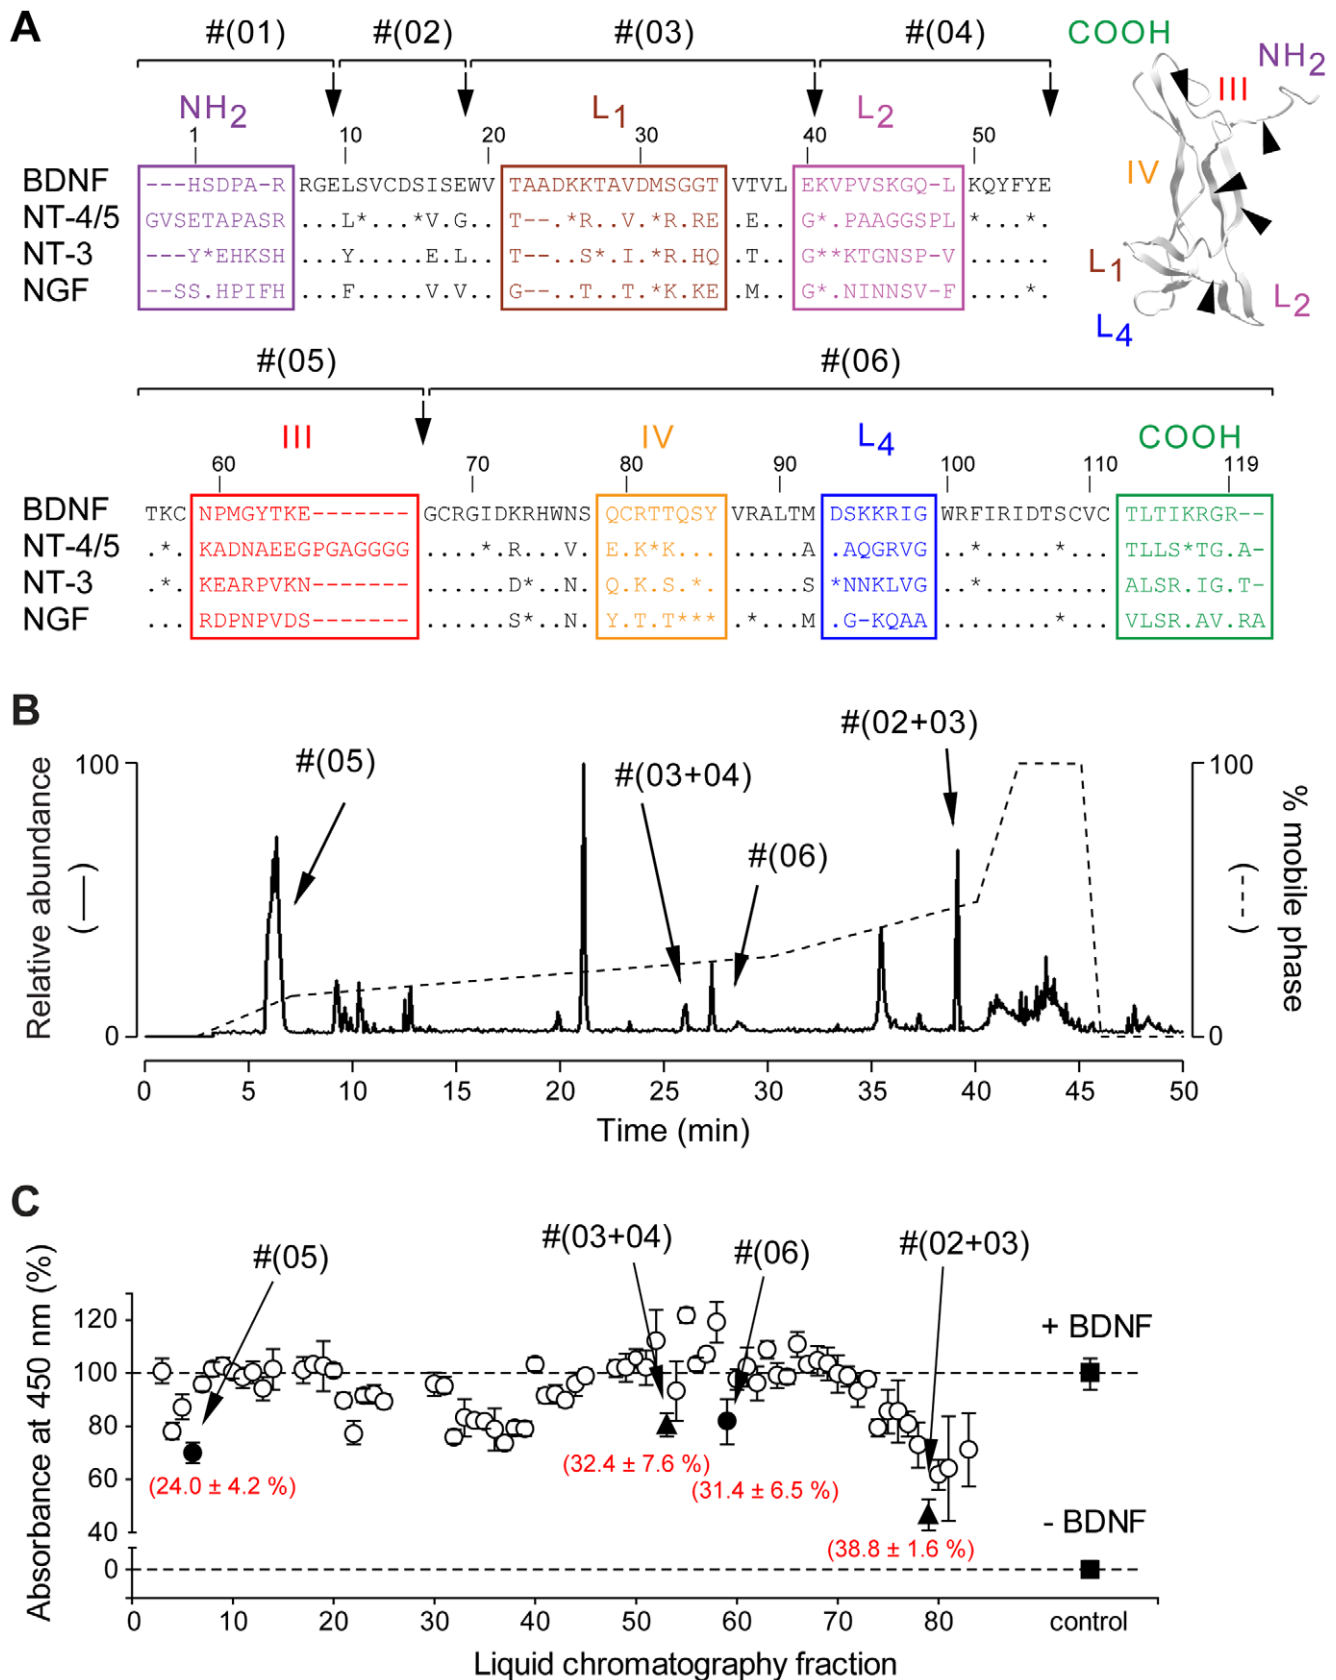 A
#(01) #(02) #(03) #(04)
COOH
NH2
III
IV
L1
L2
L4
NH2 L1 L2
1 10 20 30 40 50
BDNF ---HSDPA-R RGELSVCDSISEWV TAADKKTAVDMSGGT VTVL EKVPVSKGQ-L KQYFYE
NT-4/5 GVSETAPASR ...L*...*V.G.. T--.*R..V.*R.RE .E.. G*.PAAGGSPL *...*.
NT-3 ---Y*EHKSH ...Y.....E.L.. T--..S*.I.*R.HQ .T.. G**KTGNSP-V ......
NGF --SS.HPIFH ...F.....V.V.. G--..T..T.*K.KE .M.. G*.NINNSV-F ....*.
#(05) #(06)
III IV L4 COOH
60 70 80 90 100 110 119
BDNF TKC NPMGYTKE------- GCRGIDKRHWNS QCRTTQSY VRALTM DSKKRIG WRFIRIDTSCVC TLTIKRGR--
NT-4/5 .*. KADNAEEGPGAGGGG ....*.R...V. E.K*K... .....A .AQGRVG ..*.....*... TLLS*TG.A-
NT-3 .*. KEARPVKN------- ......D*..N. Q.K.S.*. .....S *NNKLVG ..*......... ALSR.IG.T-
NGF ... RDPNPVDS------- ......S*..N. Y.T.T*** .*...M .G-KQAA ........*... VLSR.AV.RA
B
#(05)
#(03+04)
#(06)
#(02+03)
100
0
Relative abundance
(—)
100
0
% mobile phase
(---)
0 5 10 15 20 25 30 35 40 45 50
Time (min)
C
#(05)
#(03+04)
#(06)
#(02+03)
Absorbance at 450 nm (%)
120
100
80
60
40
0
+ BDNF
- BDNF
(24.0 ± 4.2 %)
(32.4 ± 7.6 %)
(31.4 ± 6.5 %)
(38.8 ± 1.6 %)
0 10 20 30 40 50 60 70 80 control
Liquid chromatography fraction